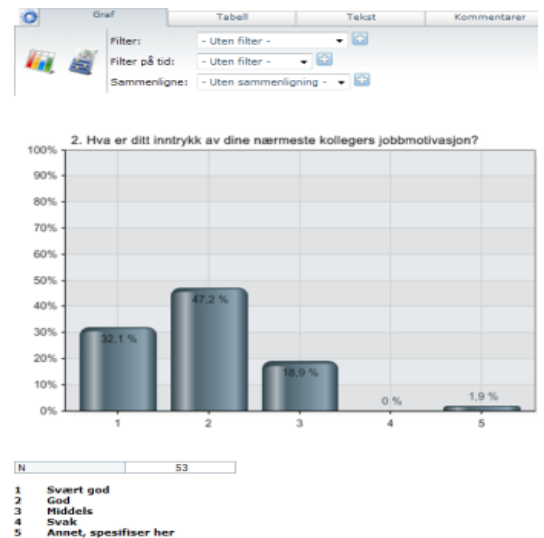 Graf Tabell Tekst Kommentarer
Filter: - Uten filter -
Filter på tid: - Uten filter -
Sammenligne: - Uten sammenligning -
2. Hva er ditt inntrykk av dine nærmeste kollegers jobbmotivasjon?
100%
90%
80%
70%
60%
50%
40%
30%
20%
10%
0%
32,1 %
47,2 %
18,9 %
0 %
1,9 %
1 2 3 4 5
N 53
1 Svært god
2 God
3 Middels
4 Svak
5 Annet, spesifiser her